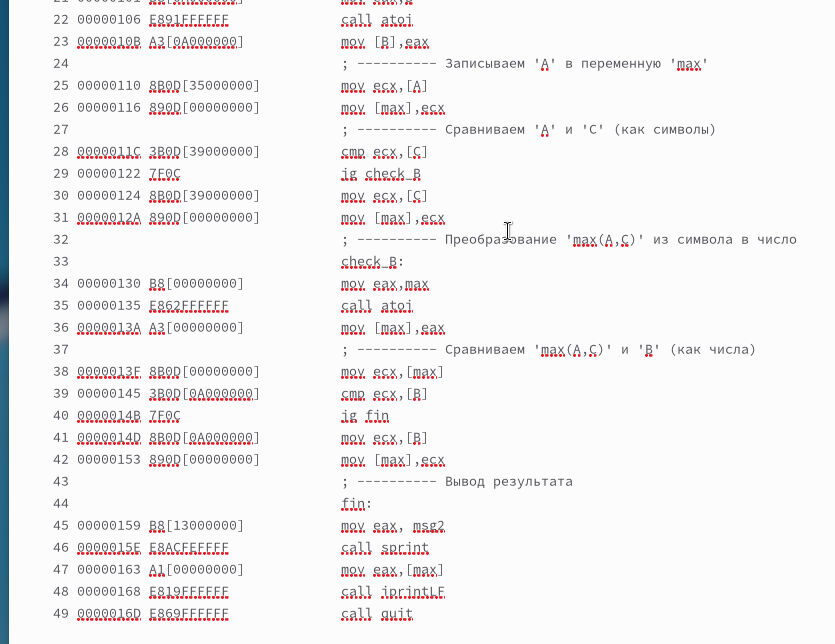 22 00000106 E891FFFFFF call atoi
23 0000010B A3[0A000000] mov [B],eax
24 ; ---------- Записываем 'A' в переменную 'max'
25 00000110 8B0D[35000000] mov ecx,[A]
26 00000116 890D[00000000] mov [max],ecx
27 ; ---------- Сравниваем 'A' и 'С' (как символы)
28 0000011C 3B0D[39000000] cmp ecx,[C]
29 00000122 7F0C jg check_B
30 00000124 8B0D[39000000] mov ecx,[C]
31 0000012A 890D[00000000] mov [max],ecx
32 ; ---------- Преобразование 'max(A,C)' из символа в число
33 check_B:
34 00000130 B8[00000000] mov eax,max
35 00000135 E862FFFFFF call atoi
36 0000013A A3[00000000] mov [max],eax
37 ; ---------- Сравниваем 'max(A,C)' и 'B' (как числа)
38 0000013F 8B0D[00000000] mov ecx,[max]
39 00000145 3B0D[0A000000] cmp ecx,[B]
40 0000014B 7F0C jg fin
41 0000014D 8B0D[0A000000] mov ecx,[B]
42 00000153 890D[00000000] mov [max],ecx
43 ; ---------- Вывод результата
44 fin:
45 00000159 B8[13000000] mov eax, msg2
46 0000015E E8ACFEFFFF call sprint
47 00000163 A1[00000000] mov eax,[max]
48 00000168 E819FFFFFF call iprintLF
49 0000016D E869FFFFFF call quit